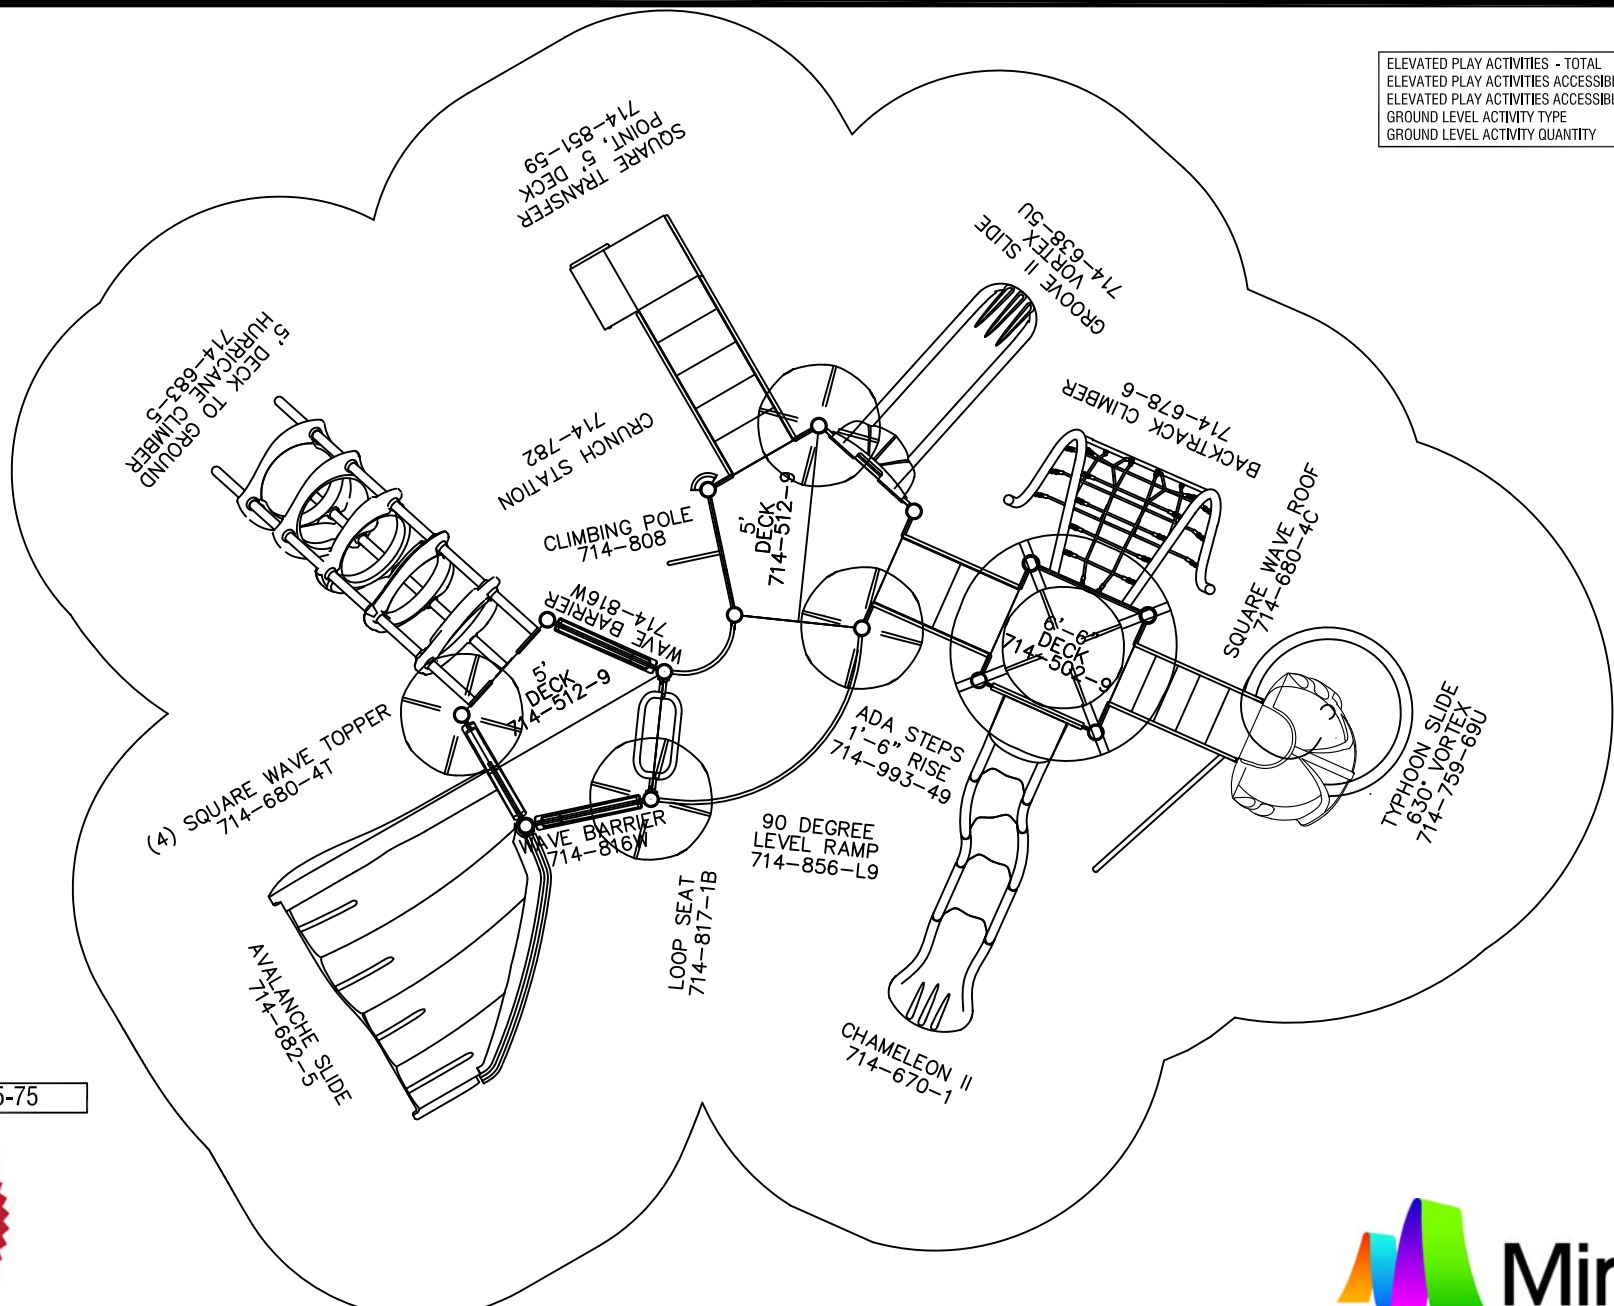 ELEVATED PLAY ACTIVITIES - TOTAL
ELEVATED PLAY ACTIVITIES
ELEVATED PLAY ACTIVITIES
GROUND LEVEL ACTIVITY TYPE
GROUND LEVEL ACTIVITY QUANTITY
SQUARE TRANSFER
POINT, 5' DECK
714-851-59
GROOVE II SLIDE
VORTEX
714-638-5U
5' DECK TO GROUND
HURRICANE CLIMBER
714-683-5
CRUNCH STATION
714-782
BACKTRACK CLIMBER
714-678-6
SQUARE WAVE ROOF
714-680-4C
CLIMBING POLE
714-808
5'
DECK
714-512-9
WAVE BARRIER
714-816W
6'-6"
DECK
714-502-9
5'
DECK
714-512-9
(4) SQUARE WAVE TOPPER
714-680-4T
ADA STEPS
1'-6" RISE
714-993-49
TYPHOON SLIDE
630° VORTEX
714-759-69U
WAVE BARRIER
714-816W
90 DEGREE
LEVEL RAMP
714-856-L9
LOOP SEAT
714-817-1B
AVALANCHE SLIDE
714-682-5
CHAMELEON II
714-670-1
5-75